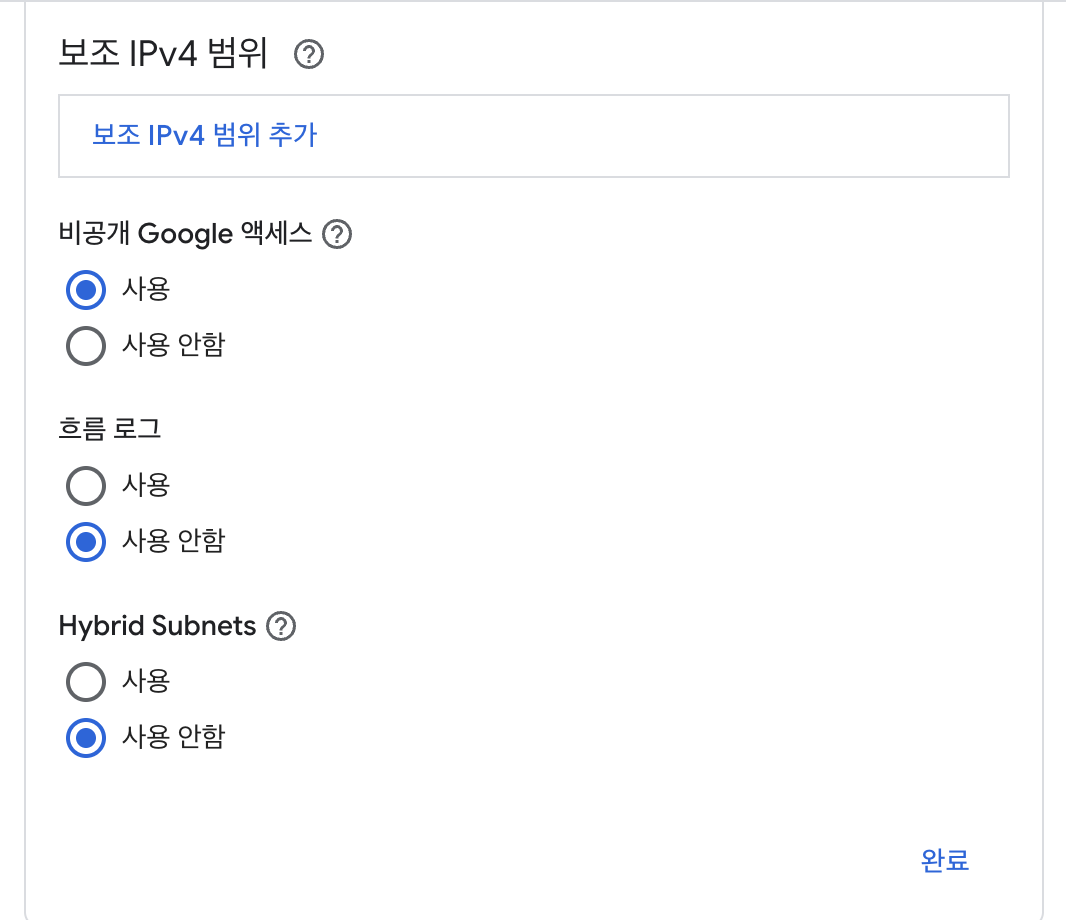 보조 IPv4 범위
보조 IPv4 범위 추가
비공개 Google 액세스
사용
사용 안함
흐름 로그
사용
사용 안함
Hybrid Subnets
사용
사용 안함
완료